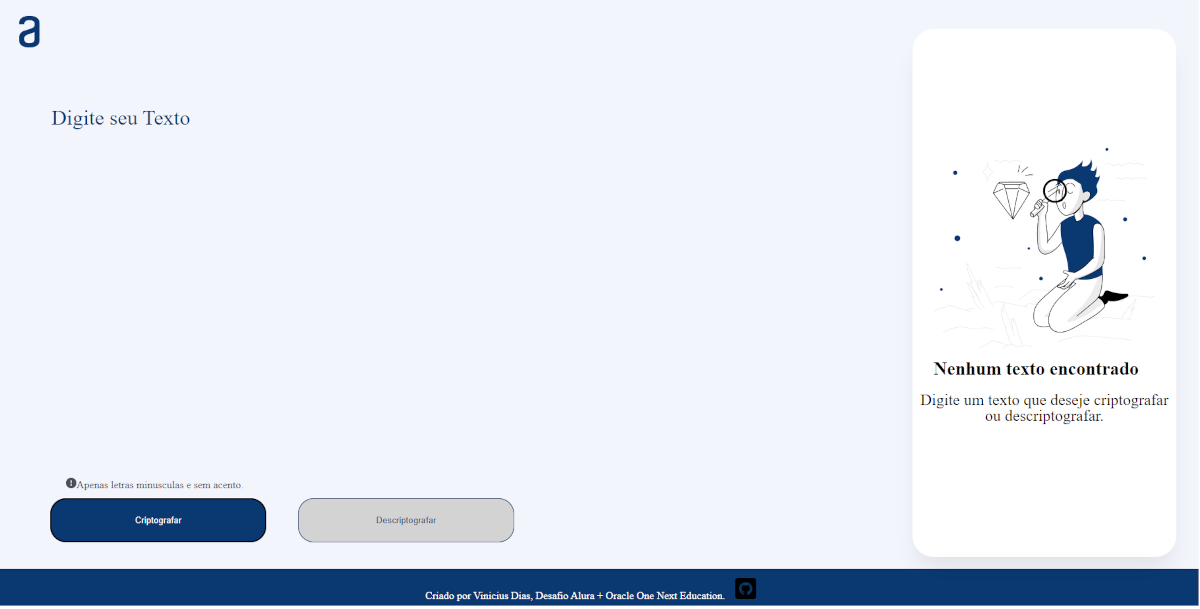 a
Digite seu Texto
Nenhum texto encontrado
Digite um texto que deseje criptografar
ou descriptografar.
Apenas letras minusculas e sem acento.
Criptografar
Descriptografar
Criado por Vinicius Dias, Desafio Alura + Oracle One Next Education.